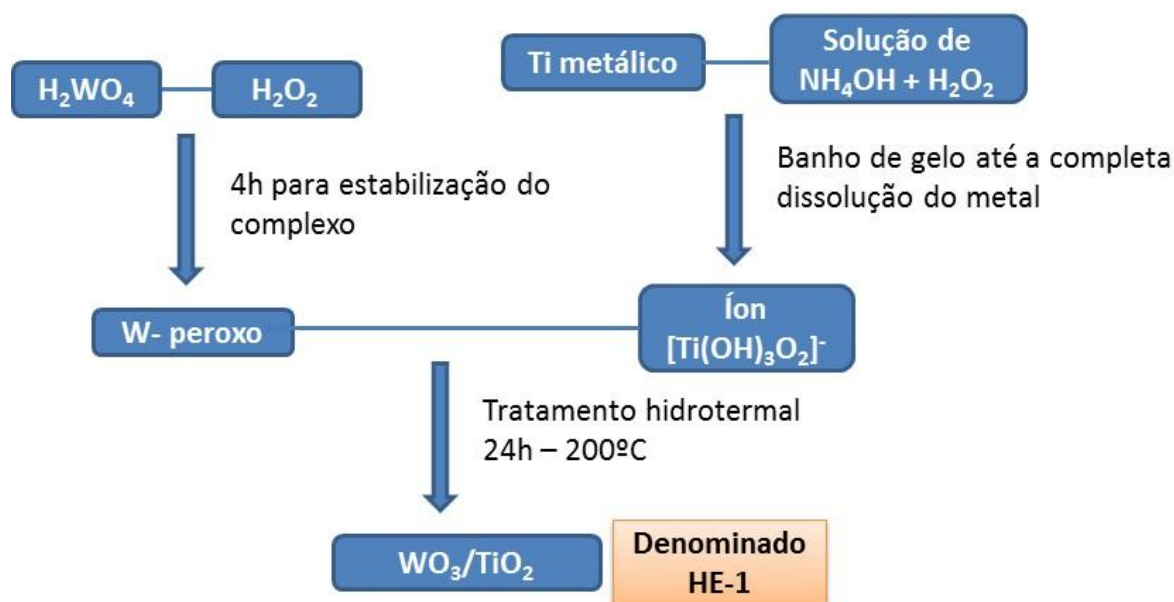 H₂WO₄
H₂O₂
Ti metálico
Solução de
NH₄OH + H₂O₂
4h para estabilização do
complexo
Banho de gelo até a completa
dissolução do metal
W- peroxo
Íon
[Ti(OH)₃O₂]⁻
Tratamento hidrotermal
24h – 200ºC
WO₃/TiO₂
Denominado
HE-1